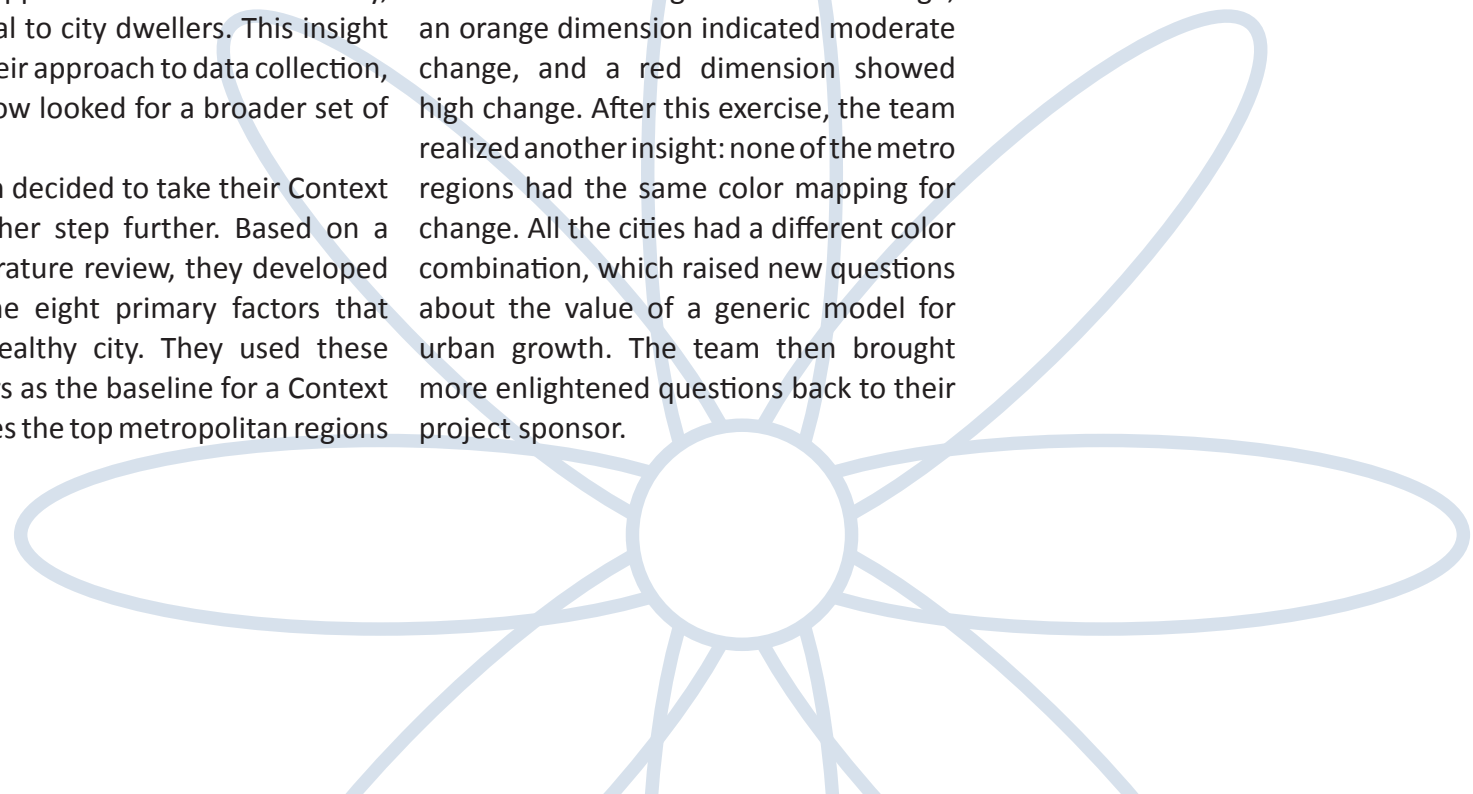 al to city dwellers. This insight
eir approach to data collection,
ow looked for a broader set of
decided to take their Context
her step further. Based on a
rature review, they developed
e eight primary factors that
ealthy city. They used these
s as the baseline for a Context
es the top metropolitan regions
an orange dimension indicated moderate
change, and a red dimension showed
high change. After this exercise, the team
realized another insight: none of the metro
regions had the same color mapping for
change. All the cities had a different color
combination, which raised new questions
about the value of a generic model for
urban growth. The team then brought
more enlightened questions back to their
project sponsor.